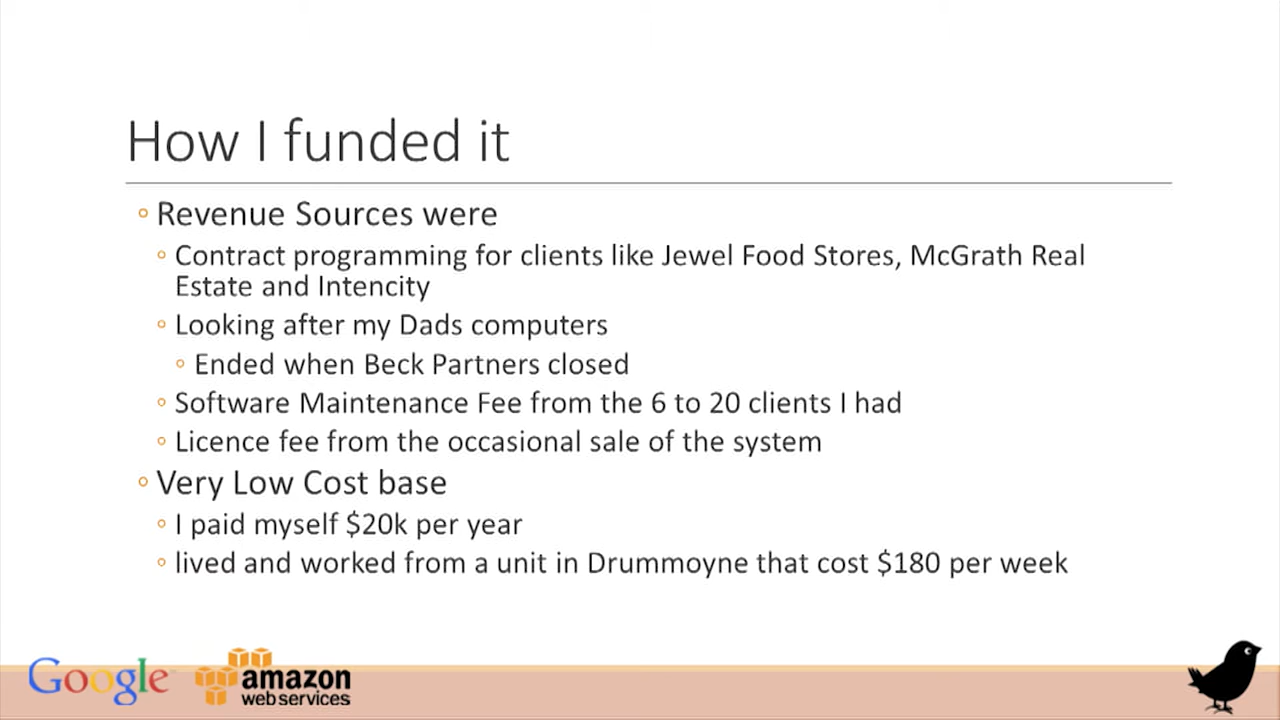 How I funded it
Revenue Sources were
Contract programming for clients like Jewel Food Stores, McGrath Real
Estate and Intencity
Looking after my Dads computers
Ended when Beck Partners closed
Software Maintenance Fee from the 6 to 20 clients I had
Licence fee from the occasional sale of the system
Very Low Cost base
I paid myself $20k per year
lived and worked from a unit in Drummoyne that cost $180 per week
Google
amazon
webservices